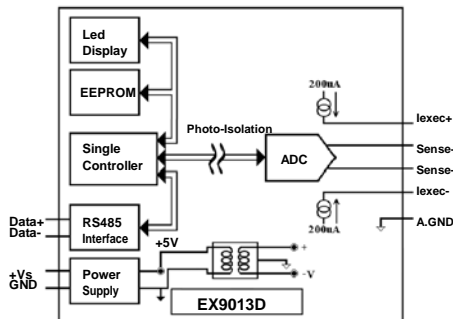 Led
Display
EEPROM
200uA
Iexec+
Photo-Isolation
Single
Controller
ADC
Sense-
Sense-
Iexec-
Data+
Data-
RS485
Interface
200uA
A.GND
+5V
+Vs
GND
Power
Supply
+
-V
EX9013D